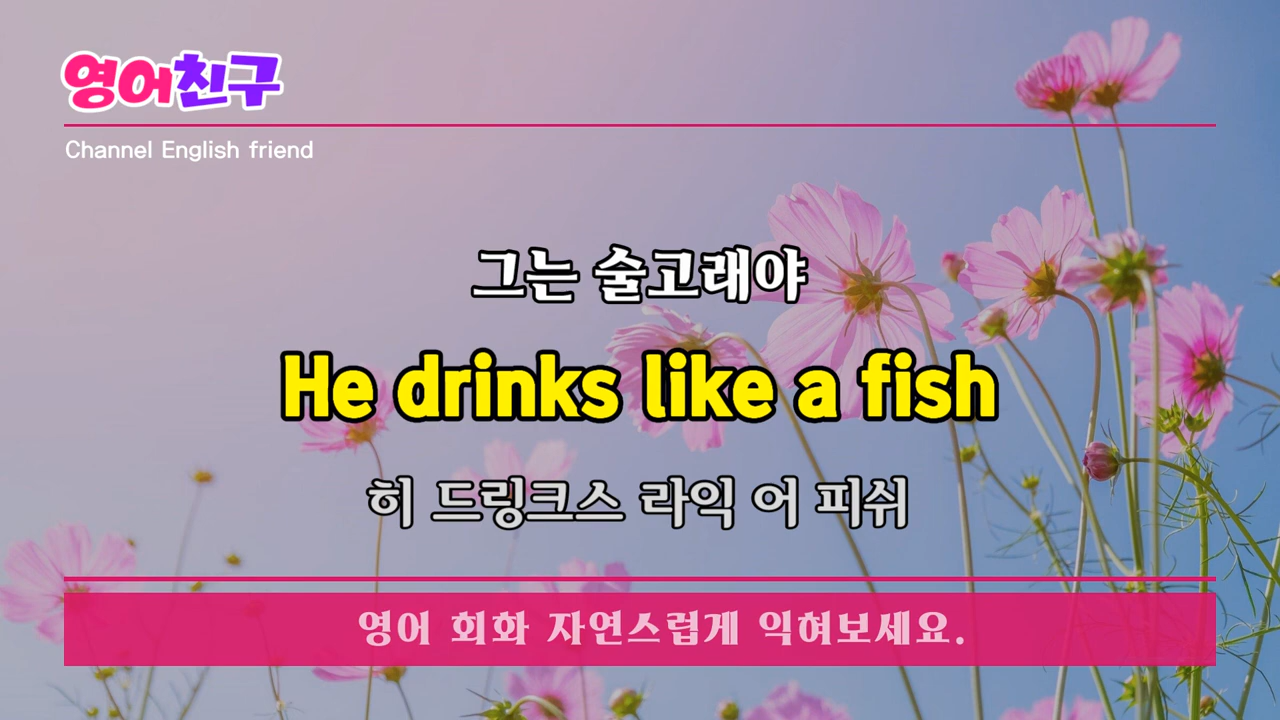 영어친구
Channel English friend
그는 술고래야
He drinks like a fish
히 드링크스 라익 어 피쉬
영어 회화 자연스럽게 익혀보세요.